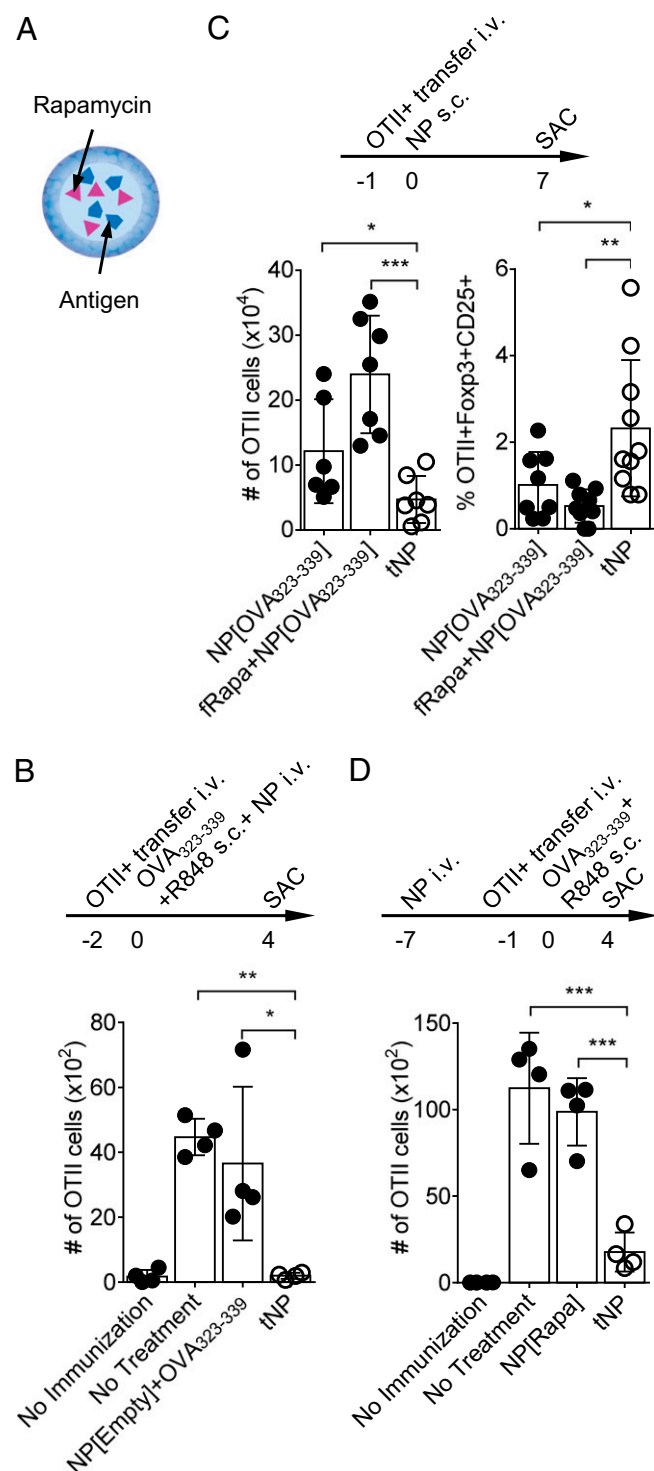 A
Rapamycin
Antigen
C
OTII+ transfer i.v.
NP s.c.
SAC
-1 0 7
*
***
# of OTII cells (x10⁴)
40
30
20
10
0
NP[OVA₃₂₃₋₃₃₉]
fRapa+NP[OVA₃₂₃₋₃₃₉]
tNP
*
**
% OTII+Foxp3+CD25+
6
4
2
0
NP[OVA₃₂₃₋₃₃₉]
fRapa+NP[OVA₃₂₃₋₃₃₉]
tNP
B
OTII+ transfer i.v.
OVA₃₂₃₋₃₃₉
+R848 s.c.+ NP i.v.
SAC
-2 0 4
**
*
# of OTII cells (x10²)
80
60
40
20
0
No Immunization
No Treatment
NP[Empty]+OVA₃₂₃₋₃₃₉
tNP
D
NP i.v.
OTII+ transfer i.v.
OVA₃₂₃₋₃₃₉+
R848 s.c.
SAC
-7 -1 0 4
***
***
# of OTII cells (x10²)
150
100
50
0
No Immunization
No Treatment
NP[Rapa]
tNP